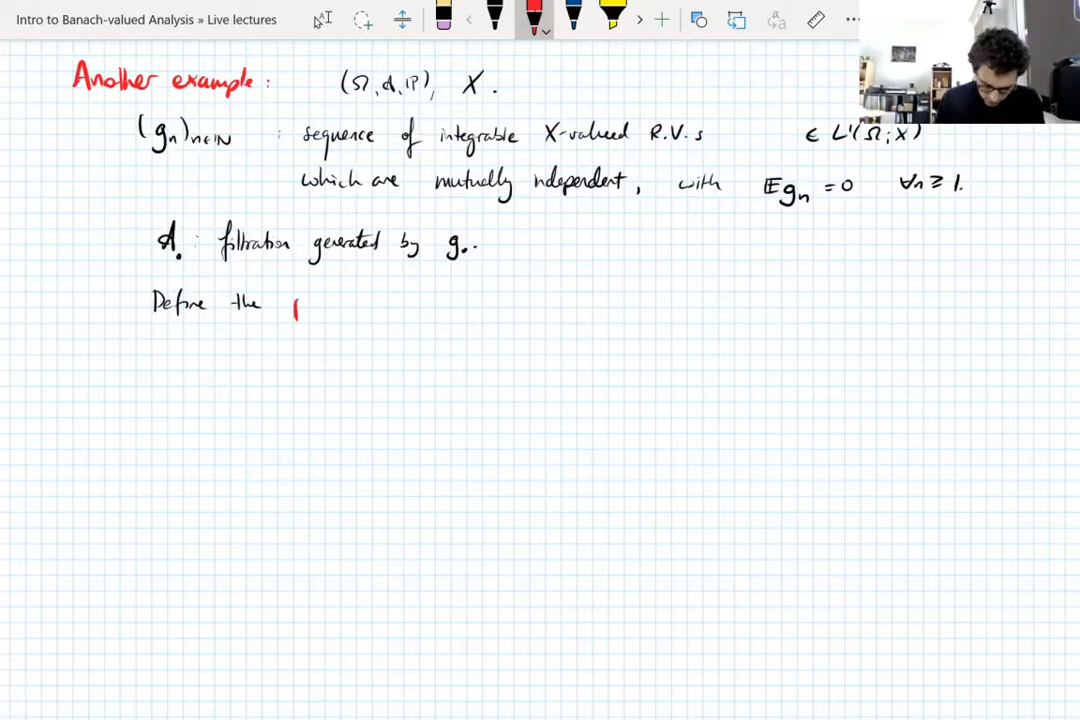 Intro to Banach-valued Analysis » Live lectures
Another example: (Ω, 𝒜, ℙ), X.
(gₙ)ₙ∈ℕ : sequence of integrable X-valued R.V.s ∈ L¹(Ω; X)
which are mutually ndependent, with 𝔼gₙ = 0 ∀n ≥ 1.
𝒜. : filtration generated by g..
Define the